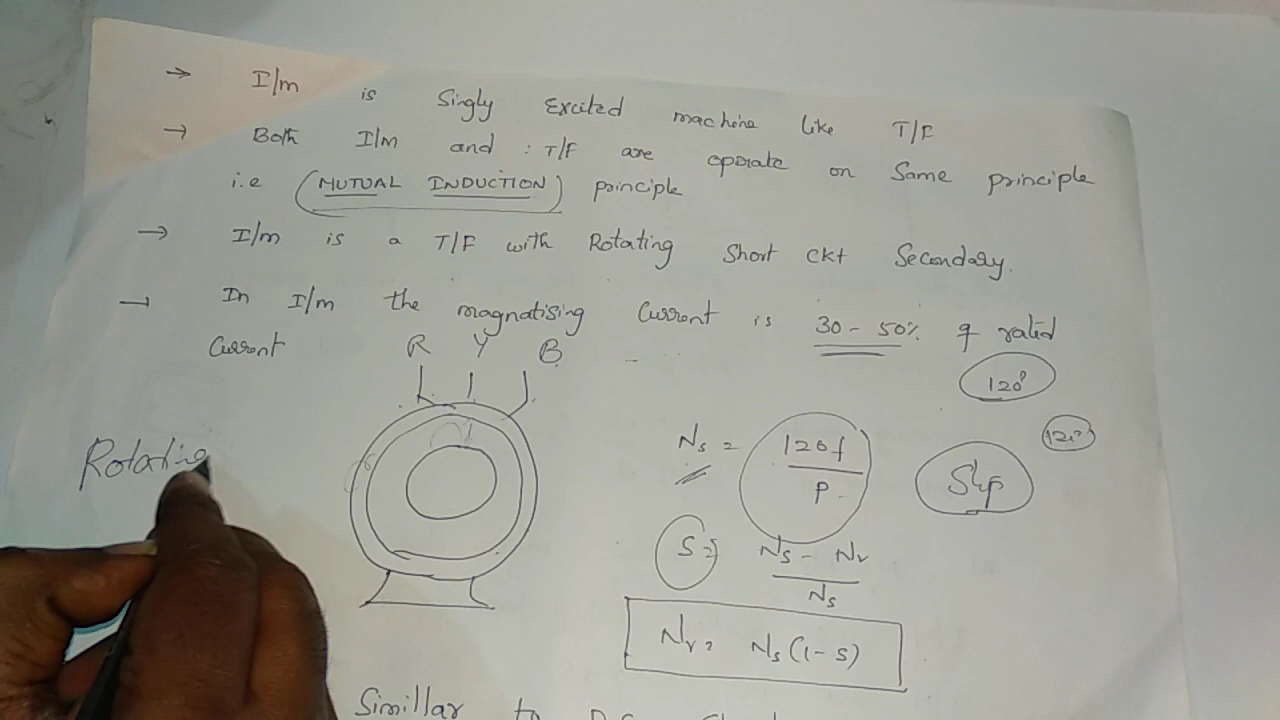 → I/m is Singly Excited machine like T/F
→ Both I/m and : T/F are operate on Same principle
i.e (MUTUAL INDUCTION) principle
→ I/m is a T/F with Rotating Short ckt Secondary.
→ In I/m the magnatising Current is 30 - 50% of rated
Current
R Y B
120°
Ns = 120f / P
Slip
S = Ns - Nr / Ns
Nr = Ns (1 - s)
Rotating
Simillar to D.C